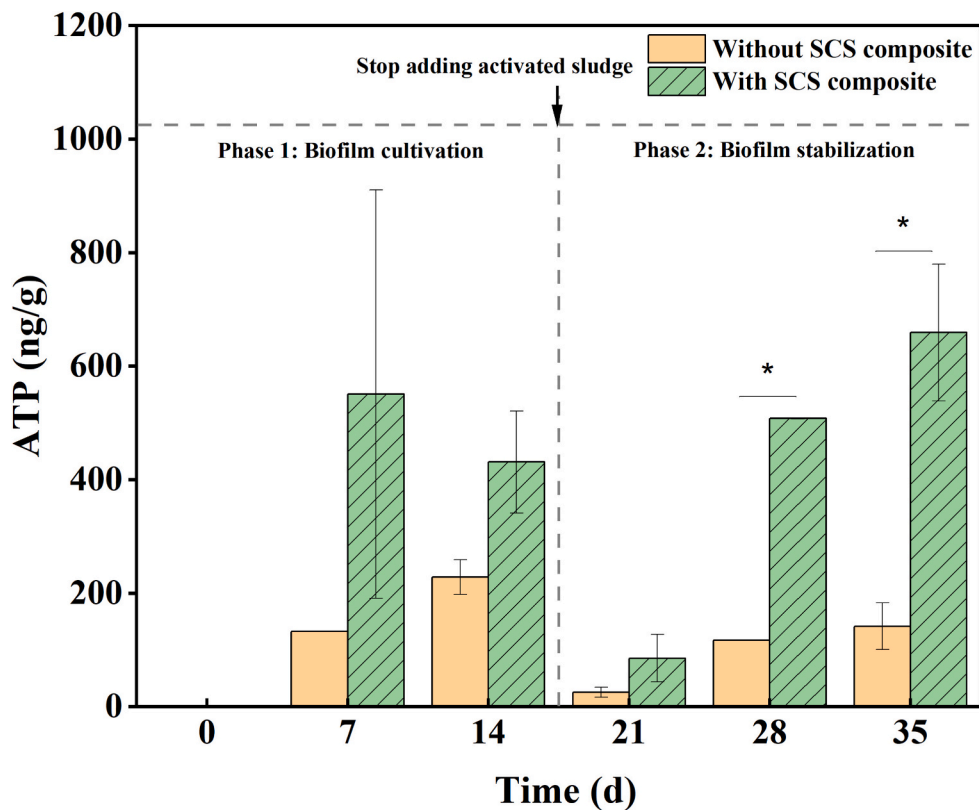 Without SCS composite
With SCS composite
Stop adding activated sludge
Phase 1: Biofilm cultivation
Phase 2: Biofilm stabilization
*
*
ATP (ng/g)
1200
1000
800
600
400
200
0
0 7 14 21 28 35
Time (d)